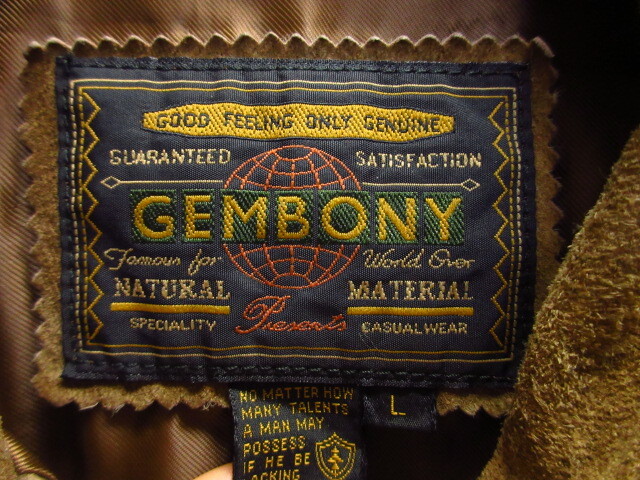 GOOD FEELING ONLY GENUINE
GUARANTEED SATISFACTION
GEMBONY
Famous for World Over
NATURAL MATERIAL
SPECIALITY Presents CASUALWEAR
NO MATTER HOW
MANY TALENTS
A MAN MAY
POSSESS
IF HE BE
LACKING
L